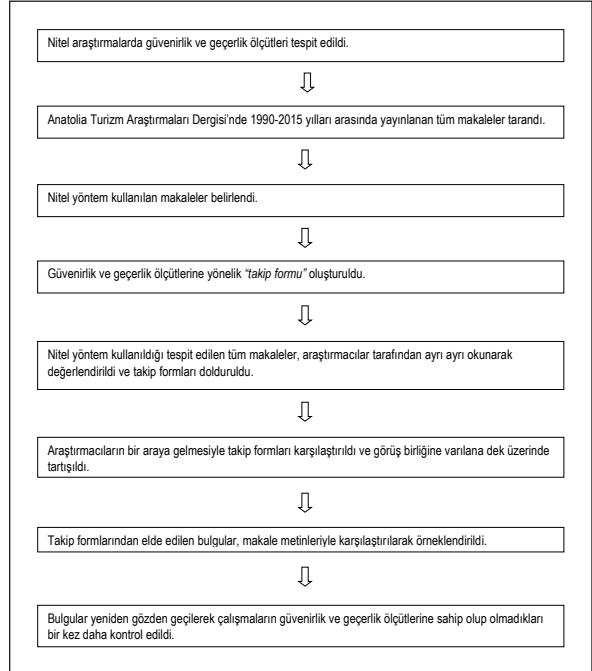 Nitel araştırmalarda güvenirlik ve geçerlik ölçütleri tespit edildi.
Anatolia Turizm Araştırmaları Dergisi'nde 1990-2015 yılları arasında yayınlanan tüm makaleler tarandı.
Nitel yöntem kullanılan makaleler belirlendi.
Güvenirlik ve geçerlik ölçütlerine yönelik “takip formu” oluşturuldu.
Nitel yöntem kullanıldığı tespit edilen tüm makaleler, araştırmacılar tarafından ayrı ayrı okunarak
değerlendirildi ve takip formları dolduruldu.
Araştırmacıların bir araya gelmesiyle takip formları karşılaştırıldı ve görüş birliğine varılana dek üzerinde
tartışıldı.
Takip formlarından elde edilen bulgular, makale metinleriyle karşılaştırılarak örneklendirildi.
Bulgular yeniden gözden geçilerek çalışmaların güvenirlik ve geçerlik ölçütlerine sahip olup olmadıkları
bir kez daha kontrol edildi.